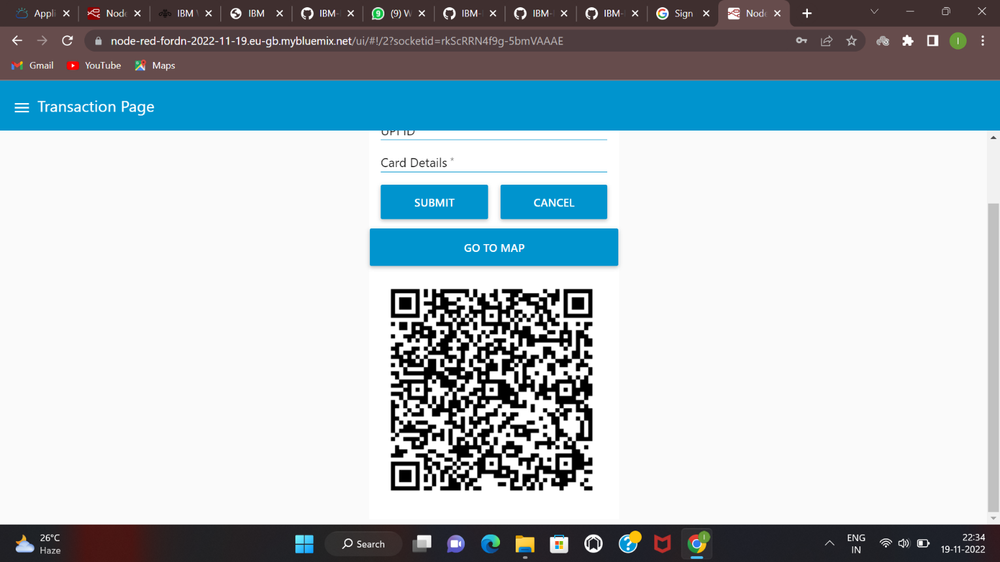 Appli
Node
IBM W
IBM
IBM-
(9) W
IBM-
IBM-
IBM-
Sign
Node
node-red-fordn-2022-11-19.eu-gb.mybluemix.net/ui/#!/2?socketid=rkScRRN4f9g-5bmVAAAE
I
Gmail
YouTube
Maps
Transaction Page
UPI ID
Card Details *
SUBMIT
CANCEL
GO TO MAP
26°C
Haze
Search
ENG
IN
22:34
19-11-2022